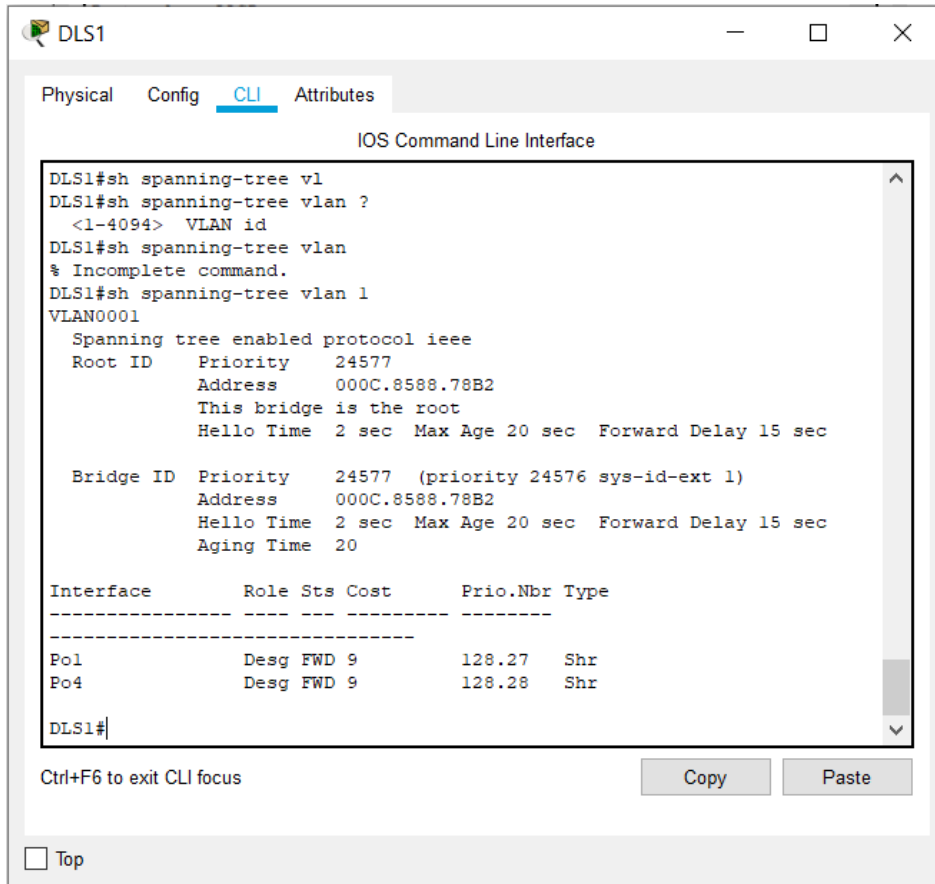 DLS1
Physical Config CLI Attributes
IOS Command Line Interface
DLS1#sh spanning-tree vl
DLS1#sh spanning-tree vlan ?
  <1-4094>  VLAN id
DLS1#sh spanning-tree vlan
% Incomplete command.
DLS1#sh spanning-tree vlan 1
VLAN0001
  Spanning tree enabled protocol ieee
  Root ID    Priority    24577
             Address     000C.8588.78B2
             This bridge is the root
             Hello Time  2 sec  Max Age 20 sec  Forward Delay 15 sec
  Bridge ID  Priority    24577  (priority 24576 sys-id-ext 1)
             Address     000C.8588.78B2
             Hello Time  2 sec  Max Age 20 sec  Forward Delay 15 sec
             Aging Time  20
Interface        Role Sts Cost      Prio.Nbr Type
---------------- ---- --- --------- --------
--------------------------------
Po1              Desg FWD 9         128.27   Shr
Po4              Desg FWD 9         128.28   Shr
DLS1#
Ctrl+F6 to exit CLI focus
Copy Paste
Top